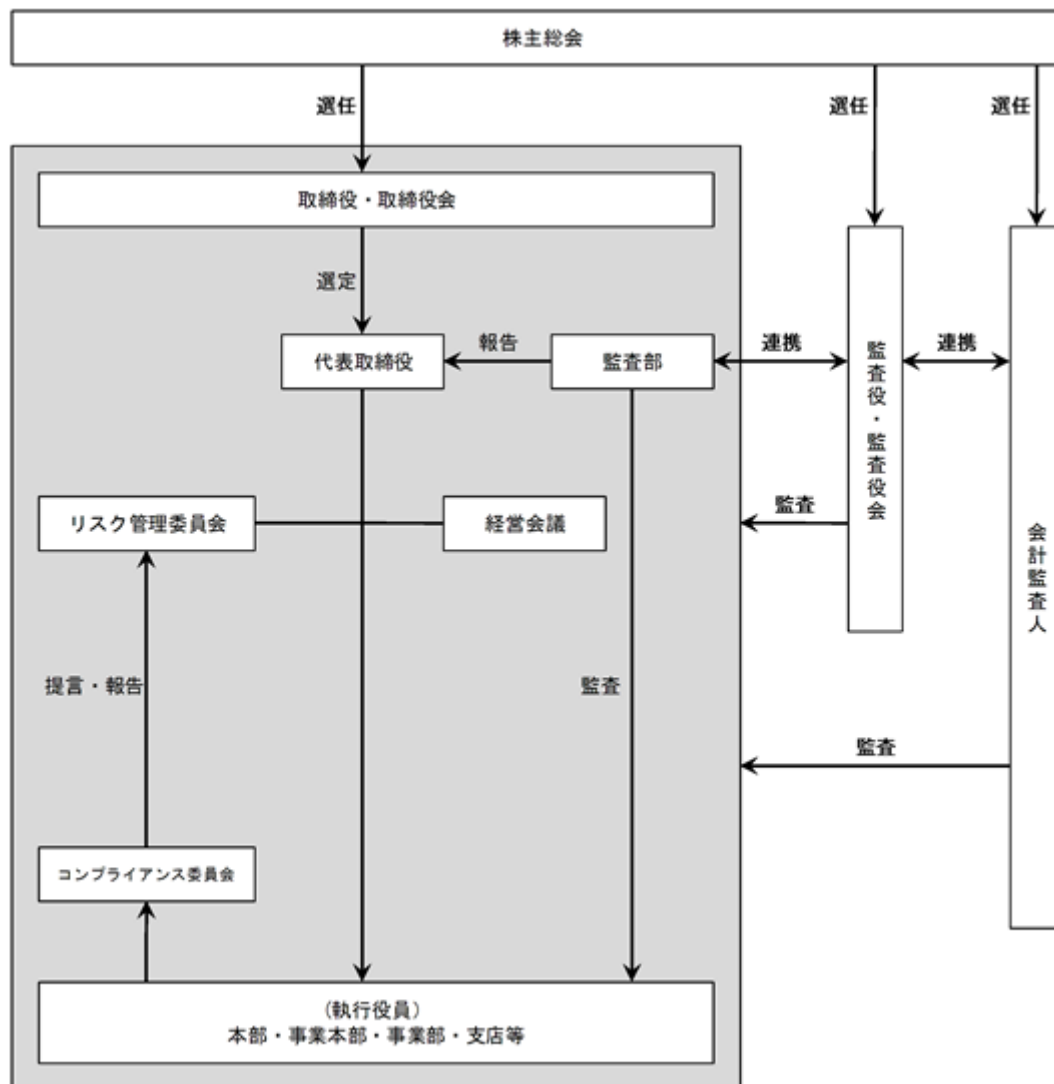 株主総会
選任
選任
選任
取締役・取締役会
選定
代表取締役
報告
監査部
連携
監査役・監査役会
連携
会計監査人
リスク管理委員会
経営会議
監査
提言・報告
監査
監査
コンプライアンス委員会
(執行役員)
本部・事業本部・事業部・支店等